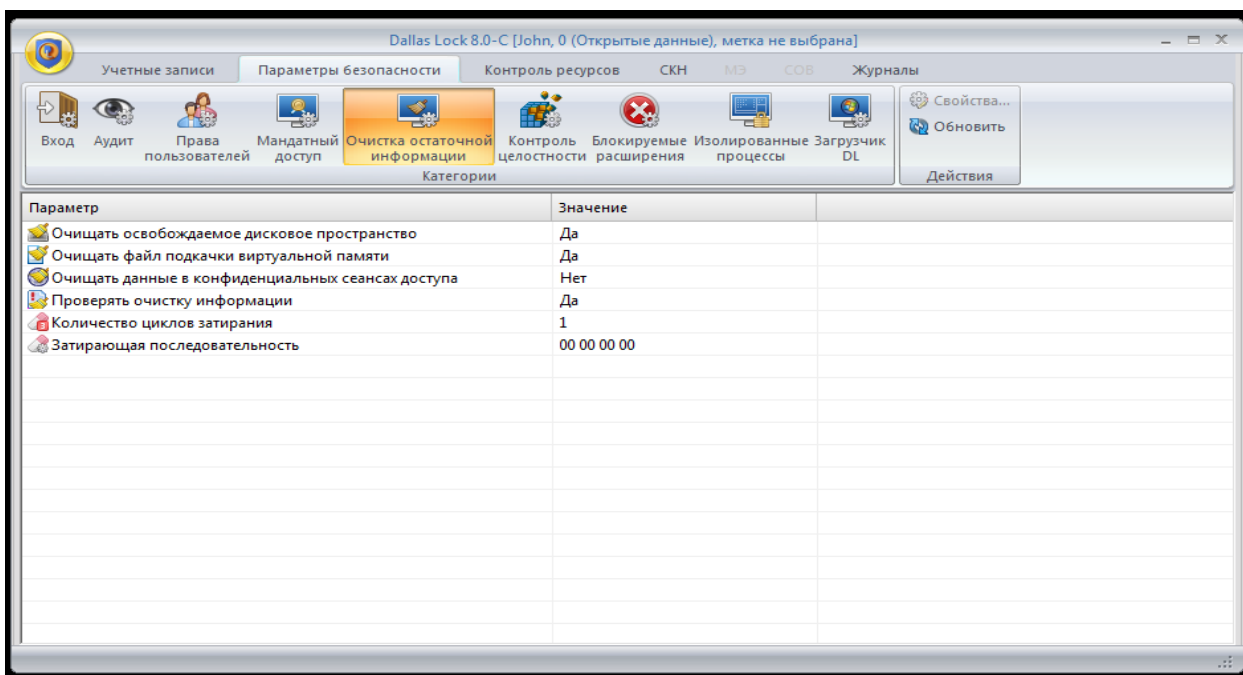 Dallas Lock 8.0-C [John, 0 (Открытые данные), метка не выбрана]
Учетные записи Параметры безопасности Контроль ресурсов СКН МЭ СОВ Журналы
Вход Аудит Права пользователей Мандатный доступ Очистка остаточной информации Контроль целостности Блокируемые расширения Изолированные процессы Загрузчик DL
Свойства...
Обновить
Категории Действия
Параметр Значение
Очищать освобождаемое дисковое пространство Да
Очищать файл подкачки виртуальной памяти Да
Очищать данные в конфиденциальных сеансах доступа Нет
Проверять очистку информации Да
Количество циклов затирания 1
Затирающая последовательность 00 00 00 00